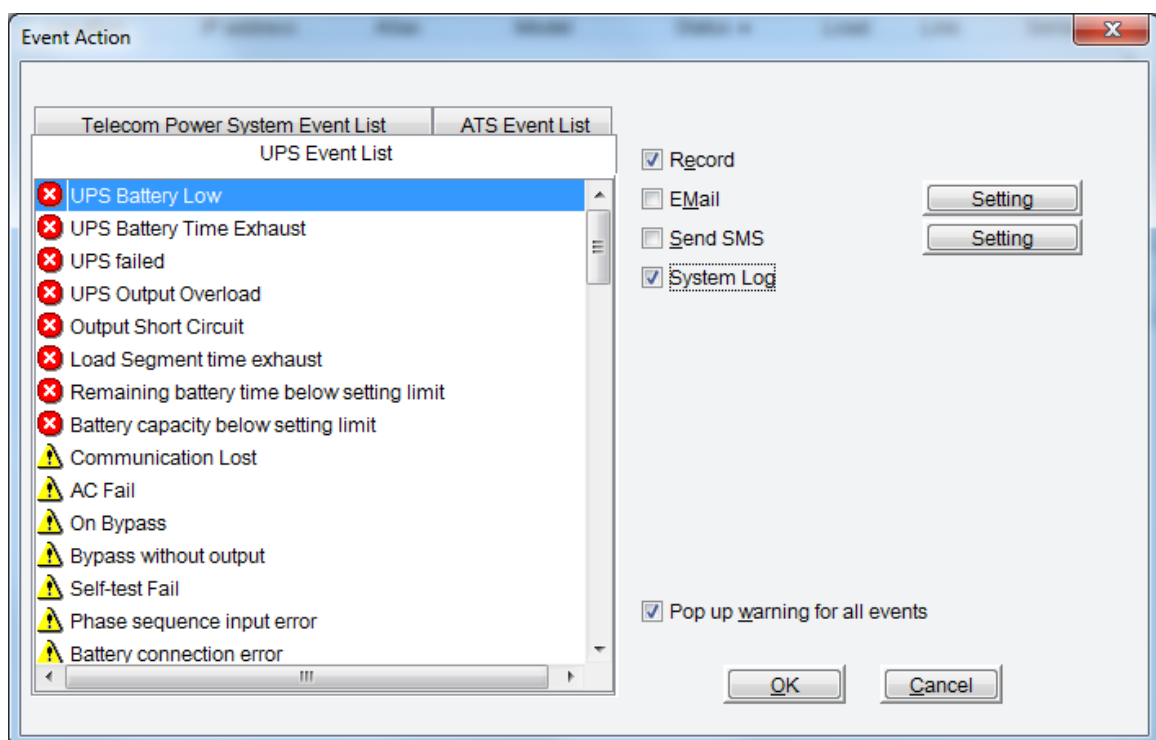 Event Action
Telecom Power System Event List
ATS Event List
UPS Event List
UPS Battery Low
UPS Battery Time Exhaust
UPS failed
UPS Output Overload
Output Short Circuit
Load Segment time exhaust
Remaining battery time below setting limit
Battery capacity below setting limit
Communication Lost
AC Fail
On Bypass
Bypass without output
Self-test Fail
Phase sequence input error
Battery connection error
Record
EMail
Setting
Send SMS
Setting
System Log
Pop up warning for all events
OK
Cancel